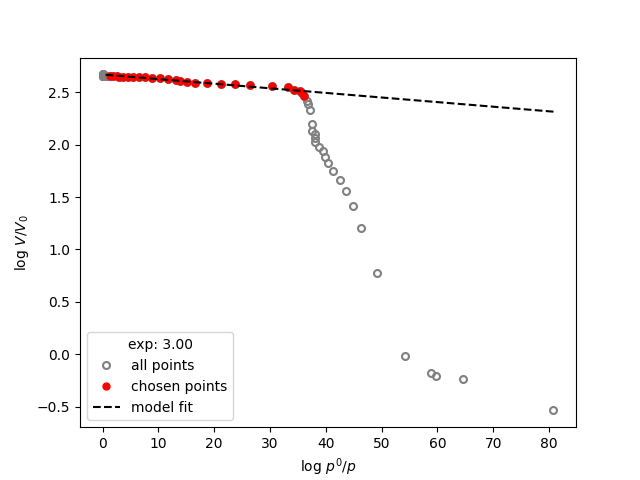 log V/V₀
2.5
2.0
1.5
1.0
0.5
0.0
−0.5
exp: 3.00
all points
chosen points
model fit
0 10 20 30 40 50 60 70 80
log p⁰/p